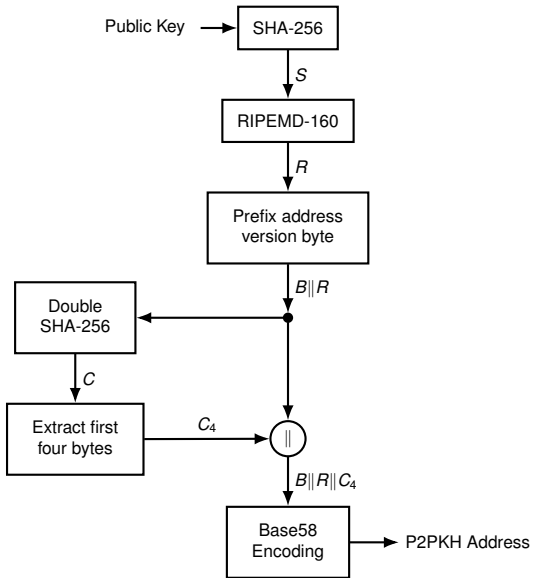 Public Key
SHA-256
S
RIPEMD-160
R
Prefix address
version byte
B||R
Double
SHA-256
C
Extract first
four bytes
C₄
||
B||R||C₄
Base58
Encoding
P2PKH Address